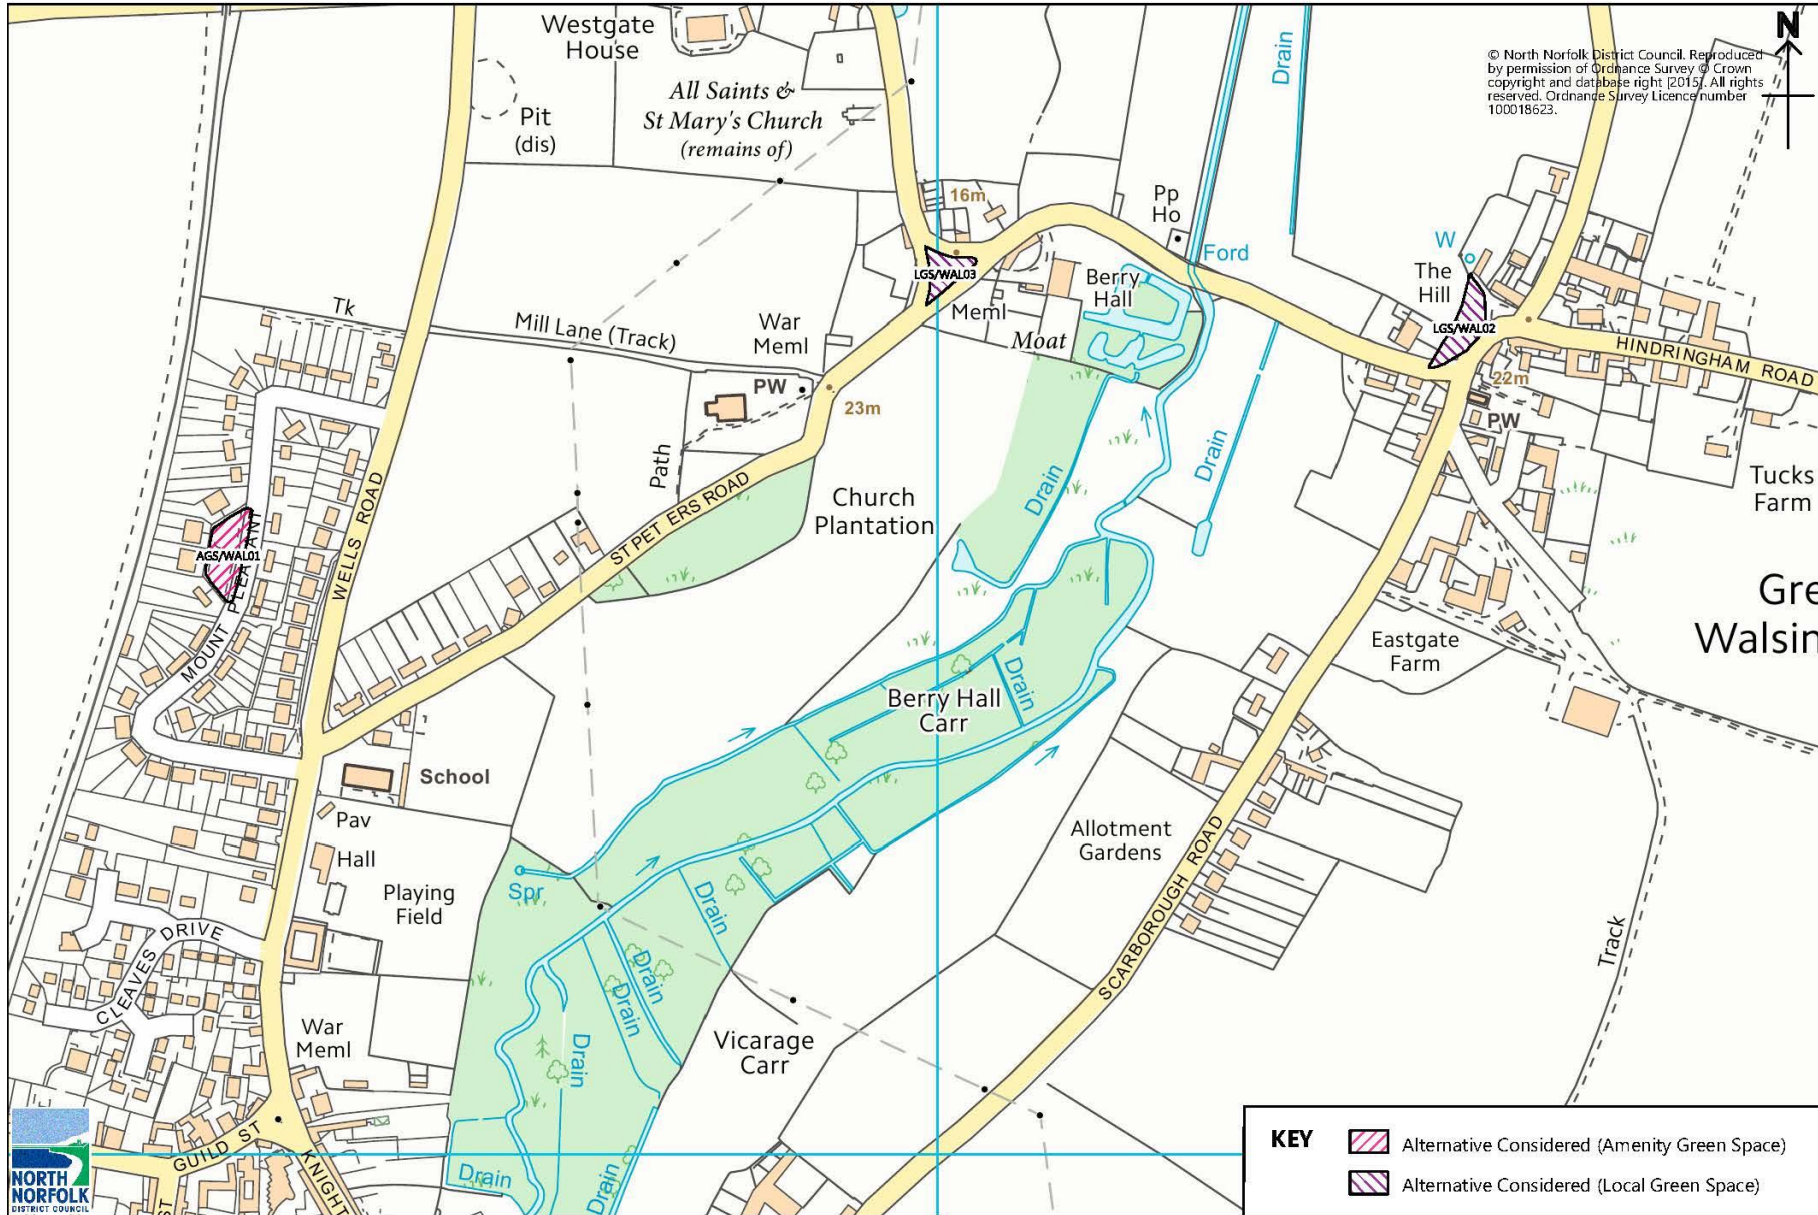 Westgate
House
Pit
(dis)
All Saints &
St Mary's Church
(remains of)
Drain
N
© North Norfolk District Council. Reproduced
by permission of Ordnance Survey © Crown
copyright and database right [2015]. All rights
reserved. Ordnance Survey Licence number
100018623.
16m
Pp
Ho
Ford
W
The
Hill
LGS/WAL03
Berry
Hall
Meml
Moat
LGS/WAL02
HINDRINGHAM ROAD
22m
PW
Tk
Mill Lane (Track)
War
Meml
PW
23m
Path
Church
Plantation
Drain
Drain
Tucks
Farm
WELLS ROAD
ST PETERS ROAD
AGS/WAL01
MOUNT PLEASANT
Gre
Walsin
Eastgate
Farm
Berry Hall
Carr
Drain
School
Pav
Hall
Playing
Field
Allotment
Gardens
SCARBOROUGH ROAD
Spr
Drain
Drain
Drain
Drain
CLEAVES DRIVE
Track
War
Meml
Vicarage
Carr
GUILD ST
KNIGHT
ST
Drain
Drain
NORTH
NORFOLK
DISTRICT COUNCIL
KEY
Alternative Considered (Amenity Green Space)
Alternative Considered (Local Green Space)